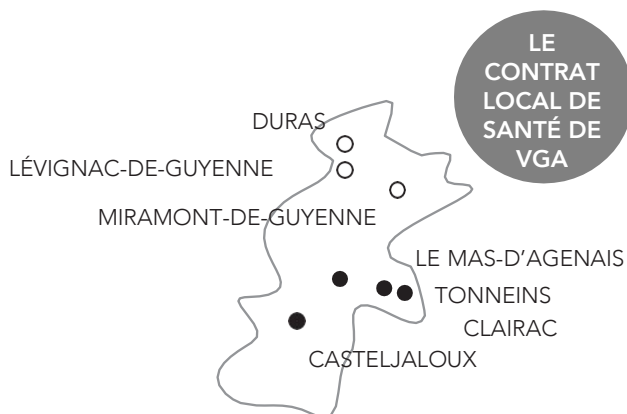 LE
CONTRAT
LOCAL DE
SANTÉ DE
VGA
DURAS
LÉVIGNAC-DE-GUYENNE
MIRAMONT-DE-GUYENNE
LE MAS-D'AGENAIS
TONNEINS
CLAIRAC
CASTELJALOUX